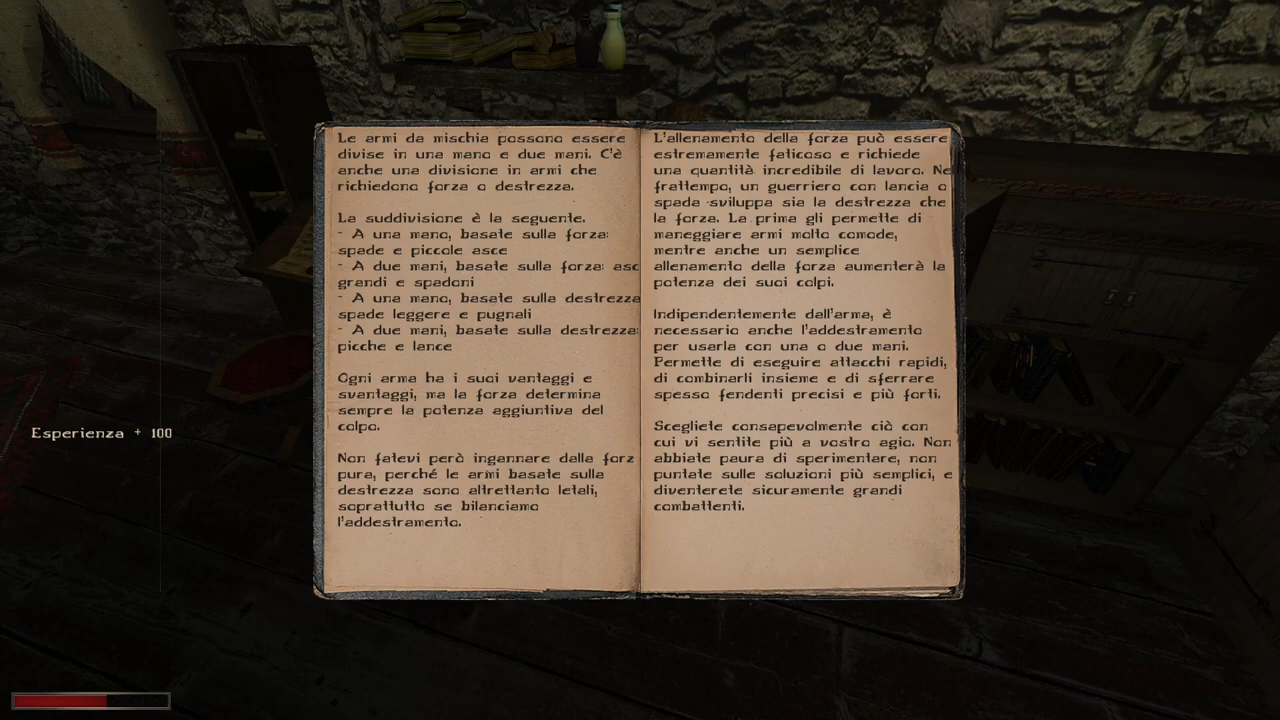 Le armi da mischia possono essere
divise in una mano e due mani. C'è
anche una divisione in armi che
richiedono forza o destrezza.
La suddivisione è la seguente.
- A una mano, basate sulla forza:
spade e piccole asce
- A due mani, basate sulla forza: asc
grandi e spadoni
- A una mano, basate sulla destrezza
spade leggere e pugnali
- A due mani, basate sulla destrezza:
picche e lance
Ogni arma ha i suoi vantaggi e
svantaggi, ma la forza determina
sempre la potenza aggiuntiva del
colpo.
Non fatevi però ingannare dalla forz
pura, perché le armi basate sulla
destrezza sono altrettanto letali,
soprattutto se bilanciamo
l'addestramento.
L'allenamento della forza può essere
estremamente faticoso e richiede
una quantità incredibile di lavoro. Ne
frattempo, un guerriero con lancia o
spada sviluppa sia la destrezza che
la forza. La prima gli permette di
maneggiare armi molto comode,
mentre anche un semplice
allenamento della forza aumenterà la
potenza dei suoi colpi.
Indipendentemente dall'arma, è
necessario anche l'addestramento
per usarla con una o due mani.
Permette di eseguire attacchi rapidi,
di combinarli insieme e di sferrare
spesso fendenti precisi e più forti.
Scegliete consapevolmente ciò con
cui vi sentite più a vostro agio. Non
abbiate paura di sperimentare, non
puntate sulle soluzioni più semplici, e
diventerete sicuramente grandi
combattenti.
Esperienza + 100